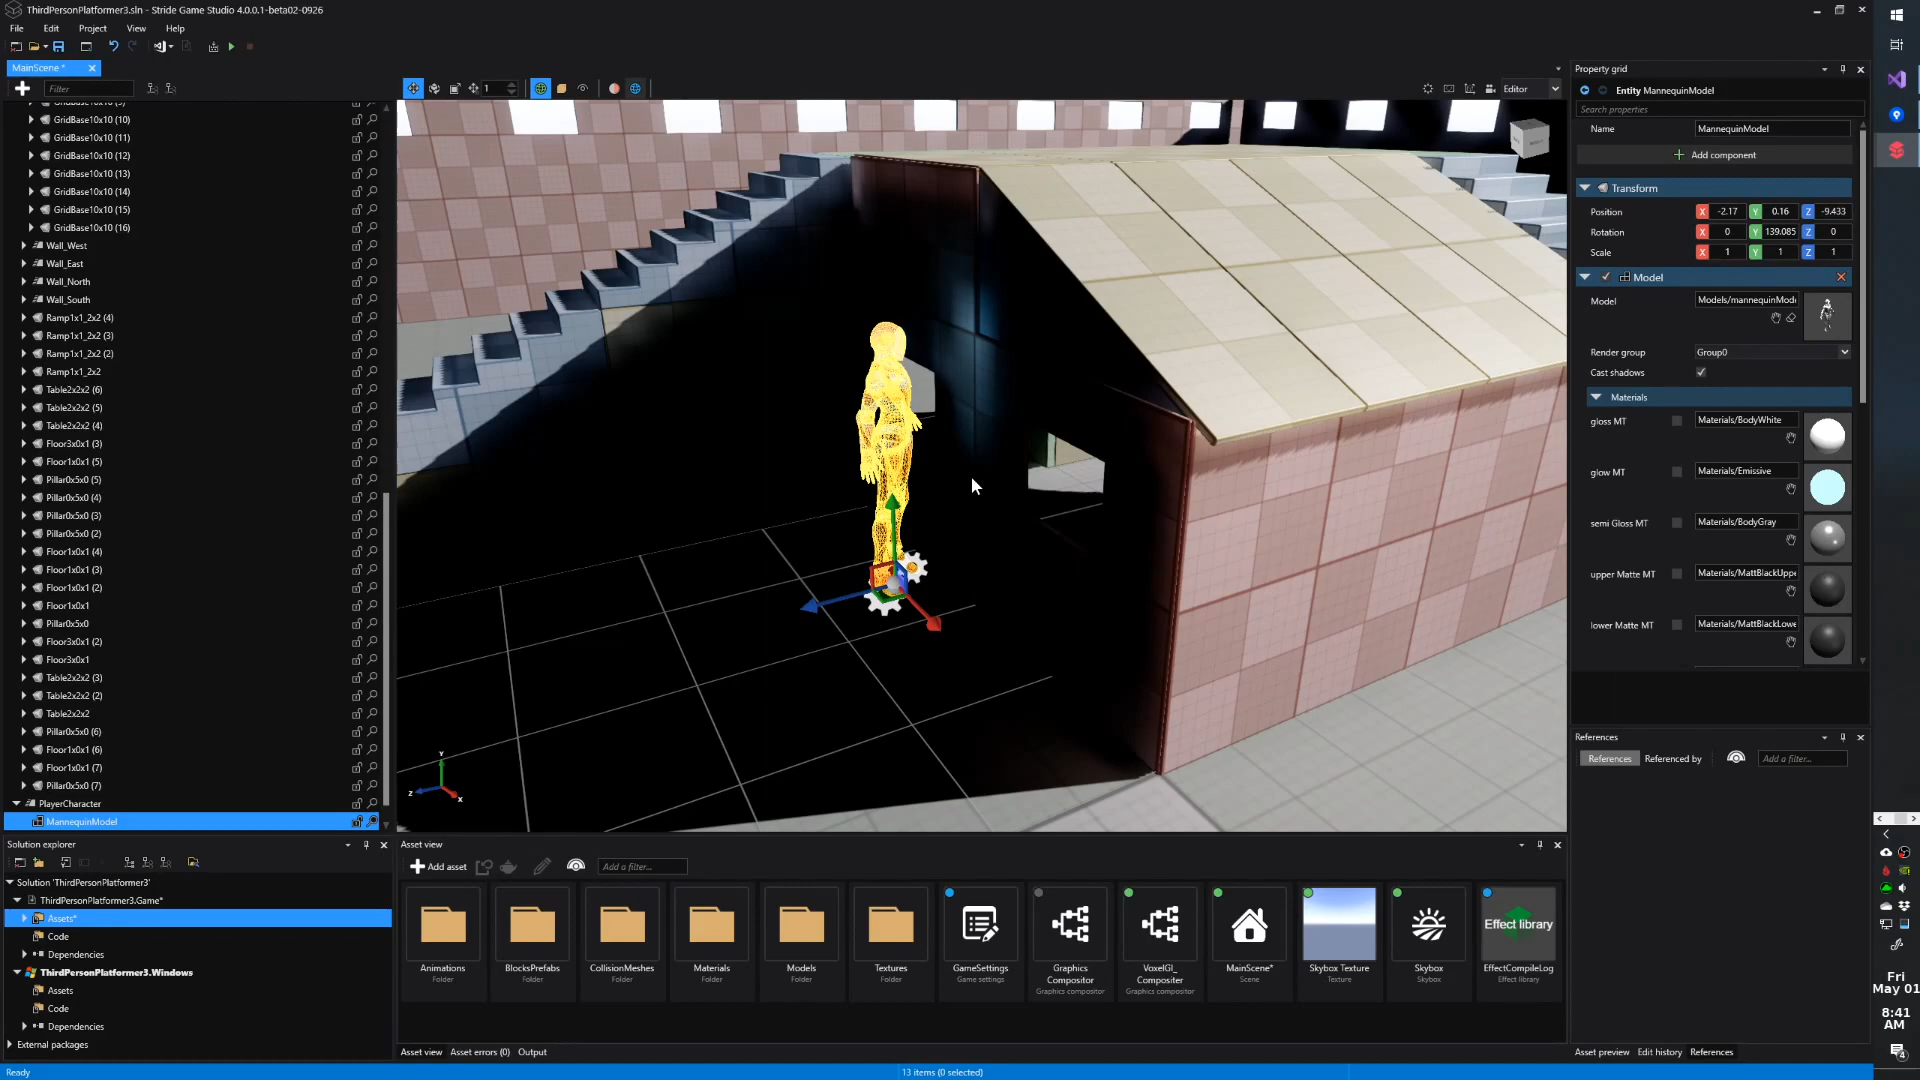 ThirdPersonPlatformer3.sln - Stride Game Studio 4.0.0.1-beta02-0926
File Edit Project View Help
MainScene *
Filter
1
Editor
GridBase10x10 (9)
GridBase10x10 (10)
GridBase10x10 (11)
GridBase10x10 (12)
GridBase10x10 (13)
GridBase10x10 (14)
GridBase10x10 (15)
GridBase10x10 (16)
Wall_West
Wall_East
Wall_North
Wall_South
Ramp1x1_2x2 (4)
Ramp1x1_2x2 (3)
Ramp1x1_2x2 (2)
Ramp1x1_2x2
Table2x2x2 (6)
Table2x2x2 (5)
Table2x2x2 (4)
Floor3x0x1 (3)
Floor1x0x1 (5)
Pillar0x5x0 (5)
Pillar0x5x0 (4)
Pillar0x5x0 (3)
Pillar0x5x0 (2)
Floor1x0x1 (4)
Floor1x0x1 (3)
Floor1x0x1 (2)
Floor1x0x1
Pillar0x5x0
Floor3x0x1 (2)
Floor3x0x1
Table2x2x2 (3)
Table2x2x2 (2)
Table2x2x2
Pillar0x5x0 (6)
Floor1x0x1 (6)
Floor1x0x1 (7)
Pillar0x5x0 (7)
PlayerCharacter
MannequinModel
Y
Z
X
Solution explorer
Solution 'ThirdPersonPlatformer3'
ThirdPersonPlatformer3.Game*
Assets*
Code
Dependencies
ThirdPersonPlatformer3.Windows
Assets
Code
Dependencies
External packages
Asset view
Add asset
Add a filter...
Animations
Folder
BlocksPrefabs
Folder
CollisionMeshes
Folder
Materials
Folder
Models
Folder
Textures
Folder
GameSettings
Game settings
Graphics
Compositor
Graphics compositor
VoxelGI_
Compositer
Graphics compositor
MainScene*
Scene
Skybox Texture
Texture
Skybox
Skybox
Effect library
EffectCompileLog
Effect library
Asset view Asset errors (0) Output
Property grid
Entity MannequinModel
Search properties
Name MannequinModel
Add component
Transform
Position X -2.17 Y 0.16 Z -9.433
Rotation X 0 Y 139.085 Z 0
Scale X 1 Y 1 Z 1
Model
Model Models/mannequinMode
Render group Group0
Cast shadows
Materials
gloss MT Materials/BodyWhite
glow MT Materials/Emissive
semi Gloss MT Materials/BodyGray
upper Matte MT Materials/MattBlackUppe
lower Matte MT Materials/MattBlackLowe
References
References Referenced by Add a filter...
Asset preview Edit history References
Ready
13 items (0 selected)
Fri
May 01
8:41
AM
4